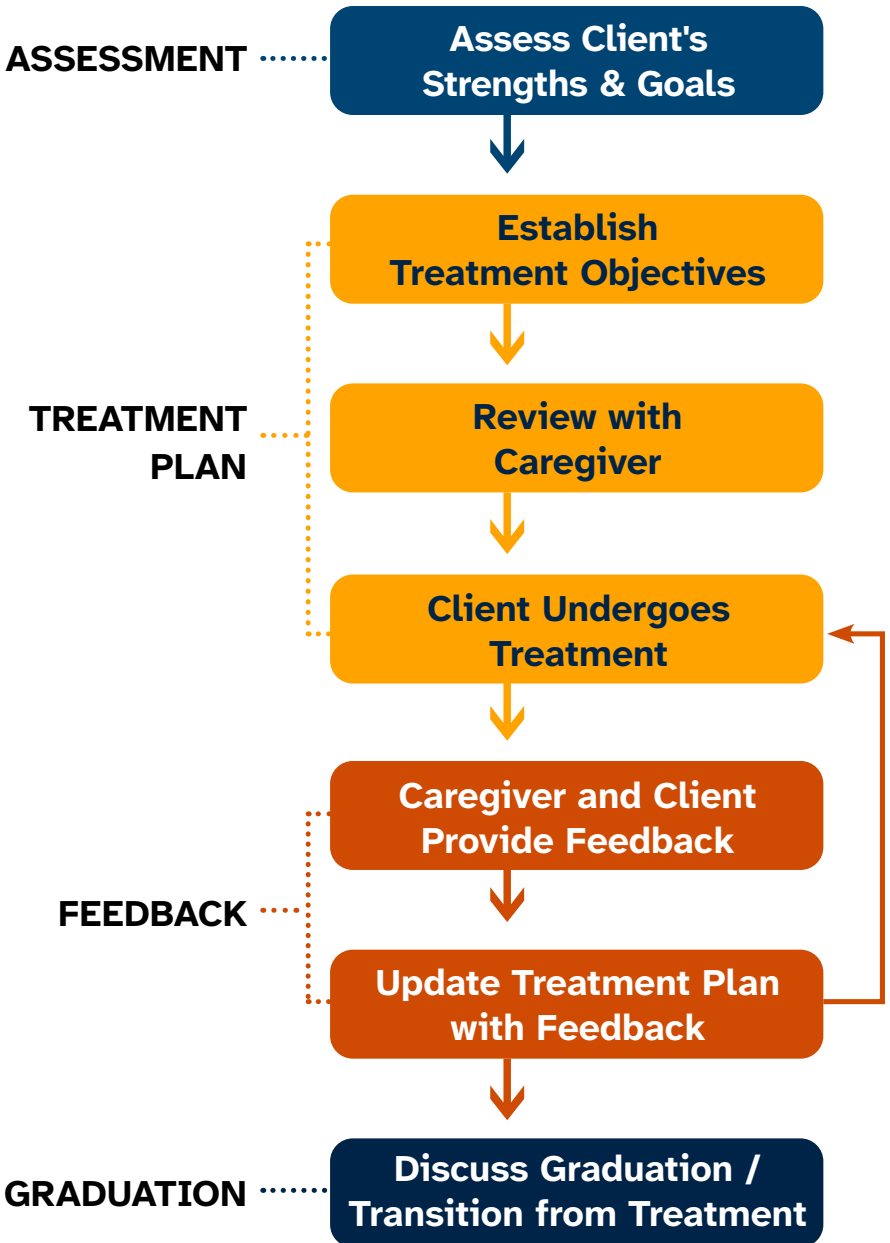 ASSESSMENT
Assess Client's
Strengths & Goals
Establish
Treatment Objectives
TREATMENT
PLAN
Review with
Caregiver
Client Undergoes
Treatment
Caregiver and Client
Provide Feedback
FEEDBACK
Update Treatment Plan
with Feedback
GRADUATION
Discuss Graduation /
Transition from Treatment